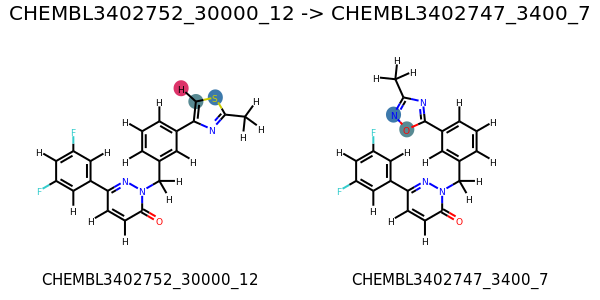 CHEMBL3402752_30000_12 -> CHEMBL3402747_3400_7
H H S H N H H H H H H F H H F H N N O H H H H
H H H N N O H H H H F H H F H N N O H H H H
CHEMBL3402752_30000_12
CHEMBL3402747_3400_7